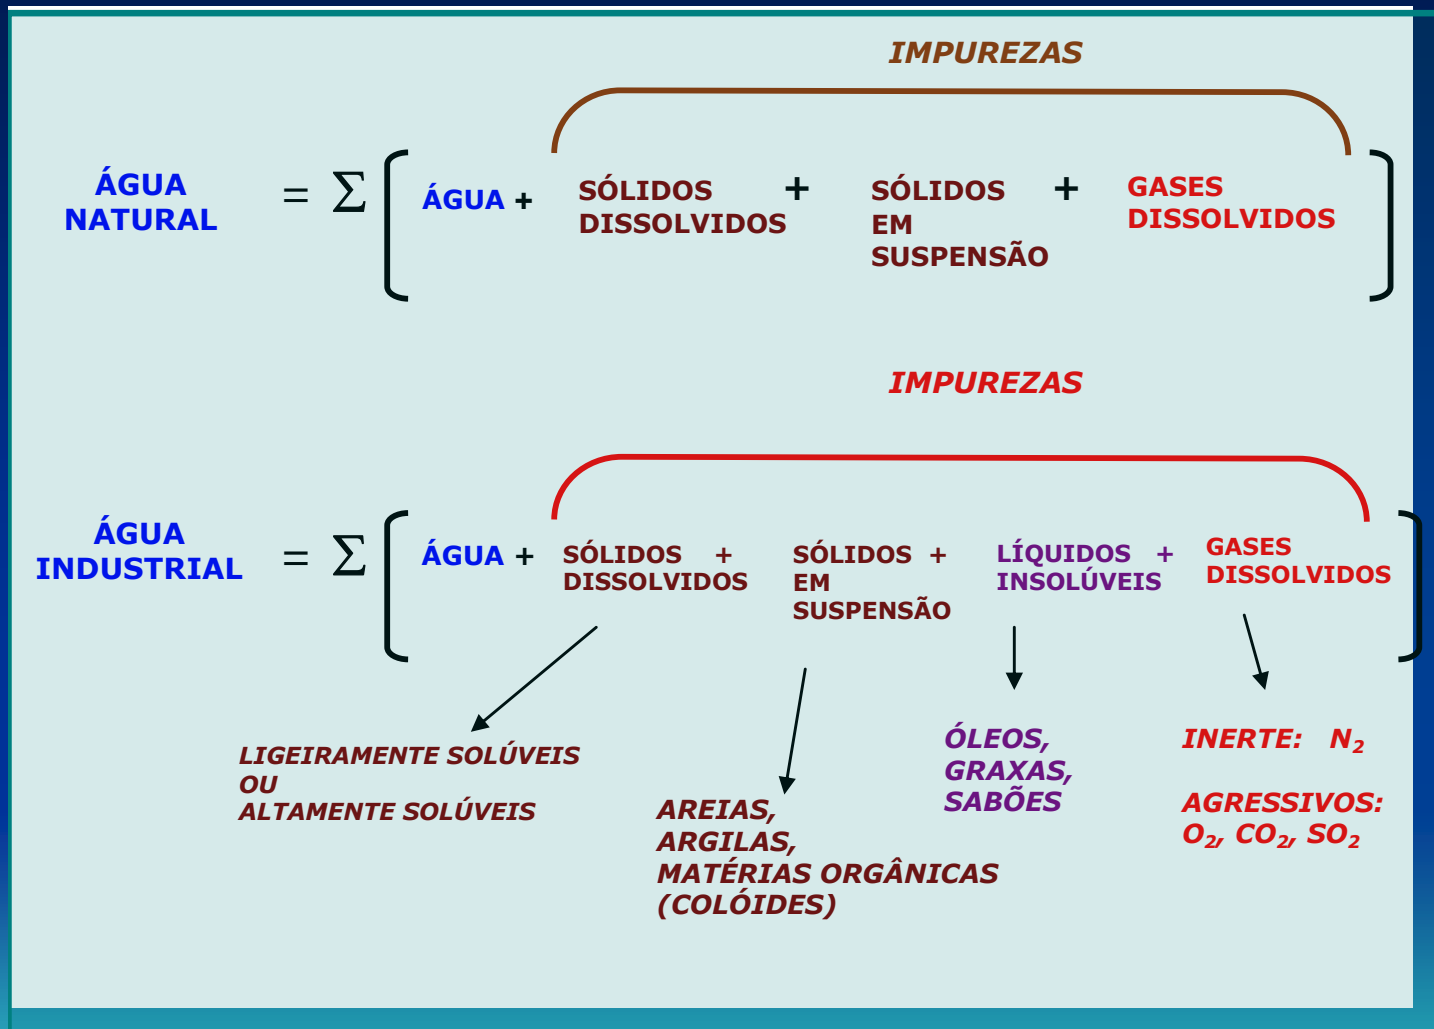 IMPUREZAS
ÁGUA
NATURAL
= Σ
ÁGUA +
SÓLIDOS
DISSOLVIDOS
+
SÓLIDOS
EM
SUSPENSÃO
+
GASES
DISSOLVIDOS
IMPUREZAS
ÁGUA
INDUSTRIAL
= Σ
ÁGUA +
SÓLIDOS +
DISSOLVIDOS
SÓLIDOS +
EM
SUSPENSÃO
LÍQUIDOS +
INSOLÚVEIS
GASES
DISSOLVIDOS
LIGEIRAMENTE SOLÚVEIS
OU
ALTAMENTE SOLÚVEIS
AREIAS,
ARGILAS,
MATÉRIAS ORGÂNICAS
(COLÓIDES)
ÓLEOS,
GRAXAS,
SABÕES
INERTE: N₂
AGRESSIVOS:
O₂, CO₂, SO₂